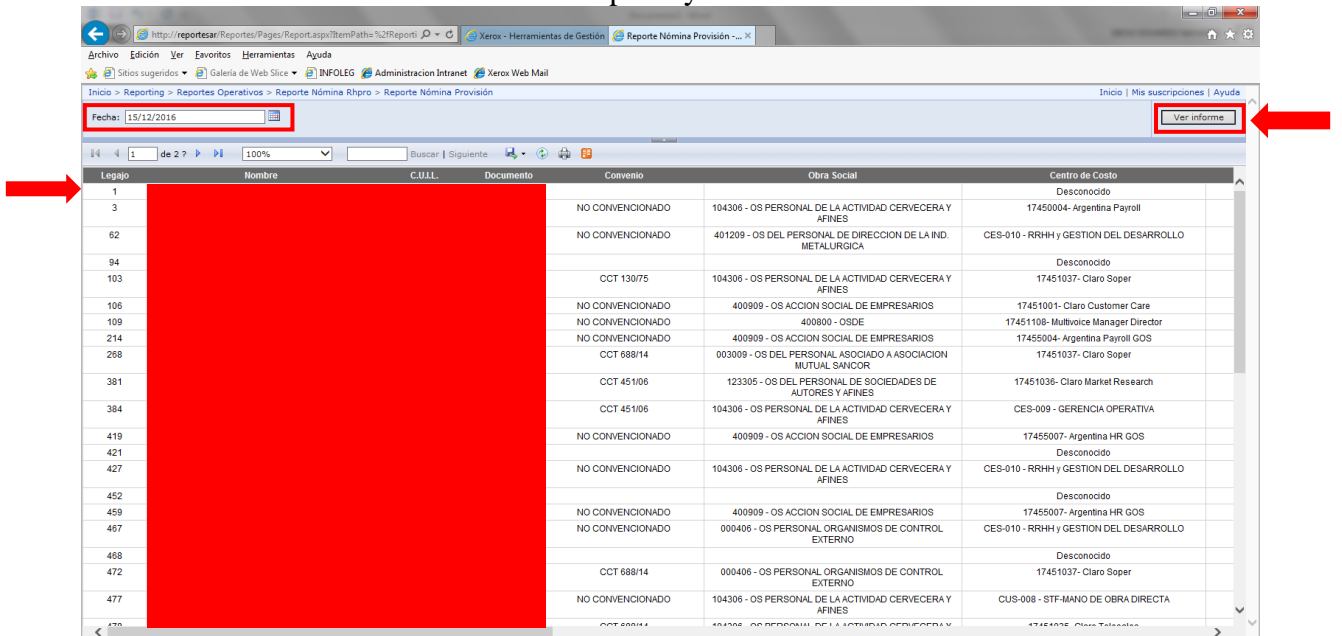 http://reportesar/Reportes/Pages/Report.aspx?ItemPath=%2fReporti
Xerox - Herramientas de Gestión
Reporte Nómina Provisión -...
Archivo Edición Ver Favoritos Herramientas Ayuda
Sitios sugeridos Galería de Web Slice INFOLEG Administracion Intranet Xerox Web Mail
Inicio > Reporting > Reportes Operativos > Reporte Nómina Rhpro > Reporte Nómina Provisión Inicio | Mis suscripciones | Ayuda
Fecha: 15/12/2016 Ver informe
1 de 2 ? 100% Buscar | Siguiente
Legajo Nombre C.U.I.L. Documento Convenio Obra Social Centro de Costo
1 Desconocido
3 NO CONVENCIONADO 104306 - OS PERSONAL DE LA ACTIVIDAD CERVECERA Y 17450004- Argentina Payroll
AFINES
62 NO CONVENCIONADO 401209 - OS DEL PERSONAL DE DIRECCION DE LA IND. CES-010 - RRHH y GESTION DEL DESARROLLO
METALURGICA
94 Desconocido
103 CCT 130/75 104306 - OS PERSONAL DE LA ACTIVIDAD CERVECERA Y 17451037- Claro Soper
AFINES
106 NO CONVENCIONADO 400909 - OS ACCION SOCIAL DE EMPRESARIOS 17451001- Claro Customer Care
109 NO CONVENCIONADO 400800 - OSDE 17451108- Multivoice Manager Director
214 NO CONVENCIONADO 400909 - OS ACCION SOCIAL DE EMPRESARIOS 17455004- Argentina Payroll GOS
268 CCT 688/14 003009 - OS DEL PERSONAL ASOCIADO A ASOCIACION 17451037- Claro Soper
MUTUAL SANCOR
381 CCT 451/06 123305 - OS DEL PERSONAL DE SOCIEDADES DE 17451036- Claro Market Research
AUTORES Y AFINES
384 CCT 451/06 104306 - OS PERSONAL DE LA ACTIVIDAD CERVECERA Y CES-009 - GERENCIA OPERATIVA
AFINES
419 NO CONVENCIONADO 400909 - OS ACCION SOCIAL DE EMPRESARIOS 17455007- Argentina HR GOS
421 Desconocido
427 NO CONVENCIONADO 104306 - OS PERSONAL DE LA ACTIVIDAD CERVECERA Y CES-010 - RRHH y GESTION DEL DESARROLLO
AFINES
452 Desconocido
459 NO CONVENCIONADO 400909 - OS ACCION SOCIAL DE EMPRESARIOS 17455007- Argentina HR GOS
467 NO CONVENCIONADO 000406 - OS PERSONAL ORGANISMOS DE CONTROL CES-010 - RRHH y GESTION DEL DESARROLLO
EXTERNO
468 Desconocido
472 CCT 688/14 000406 - OS PERSONAL ORGANISMOS DE CONTROL 17451037- Claro Soper
EXTERNO
477 NO CONVENCIONADO 104306 - OS PERSONAL DE LA ACTIVIDAD CERVECERA Y CUS-008 - STF-MANO DE OBRA DIRECTA
AFINES